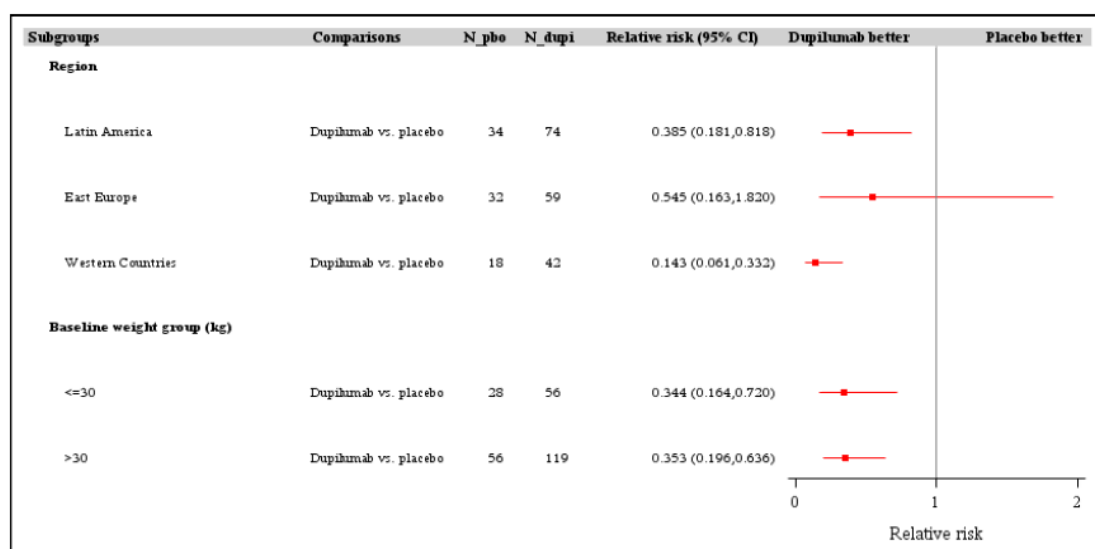 Subgroups Comparisons N_pbo N_dupi Relative risk (95% CI) Dupilumab better Placebo better
Region
Latin America Dupilumab vs. placebo 34 74 0.385 (0.181,0.818)
East Europe Dupilumab vs. placebo 32 59 0.545 (0.163,1.820)
Western Countries Dupilumab vs. placebo 18 42 0.143 (0.061,0.332)
Baseline weight group (kg)
<=30 Dupilumab vs. placebo 28 56 0.344 (0.164,0.720)
>30 Dupilumab vs. placebo 56 119 0.353 (0.196,0.636)
0 1 2
Relative risk